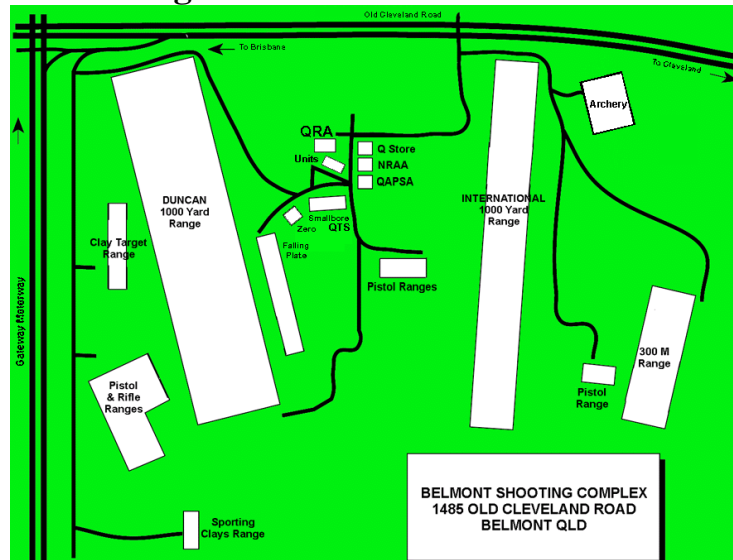 Old Cleveland Road
To Brisbane
To Cleveland
Archery
QRA
Q Store
Units
NRAA
QAPSA
DUNCAN
1000 Yard
Range
INTERNATIONAL
1000 Yard
Range
Smallbore
QTS
Zero
Clay Target
Range
Falling
Plate
Pistol Ranges
Gateway Motorway
300 M
Range
Pistol
& Rifle
Ranges
Pistol
Range
BELMONT SHOOTING COMPLEX
1485 OLD CLEVELAND ROAD
BELMONT QLD
Sporting
Clays Range